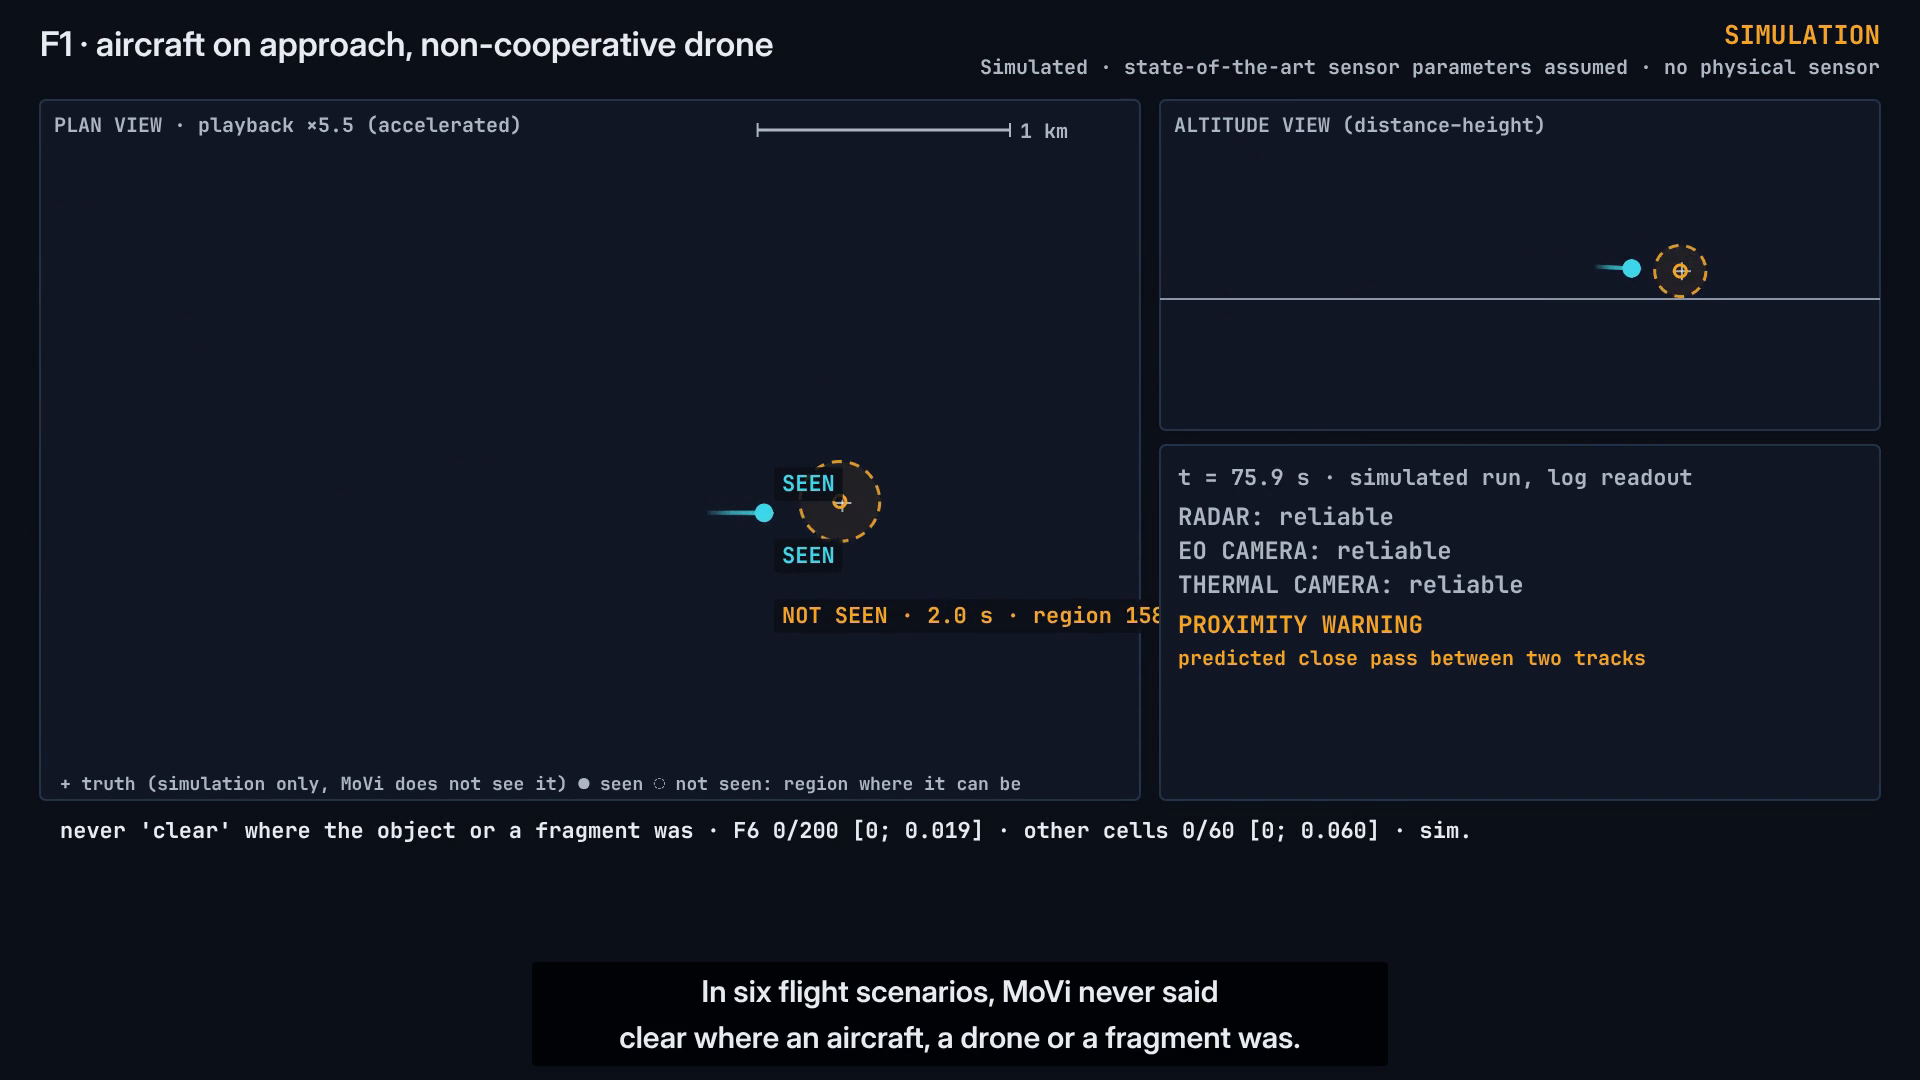 F1 · aircraft on approach, non-cooperative drone
SIMULATION
Simulated · state-of-the-art sensor parameters assumed · no physical sensor
PLAN VIEW · playback ×5.5 (accelerated)
1 km
SEEN
SEEN
NOT SEEN · 2.0 s · region 158
+ truth (simulation only, MoVi does not see it) ● seen ◌ not seen: region where it can be
ALTITUDE VIEW (distance–height)
t = 75.9 s · simulated run, log readout
RADAR: reliable
EO CAMERA: reliable
THERMAL CAMERA: reliable
PROXIMITY WARNING
predicted close pass between two tracks
never 'clear' where the object or a fragment was · F6 0/200 [0; 0.019] · other cells 0/60 [0; 0.060] · sim.
In six flight scenarios, MoVi never said
clear where an aircraft, a drone or a fragment was.